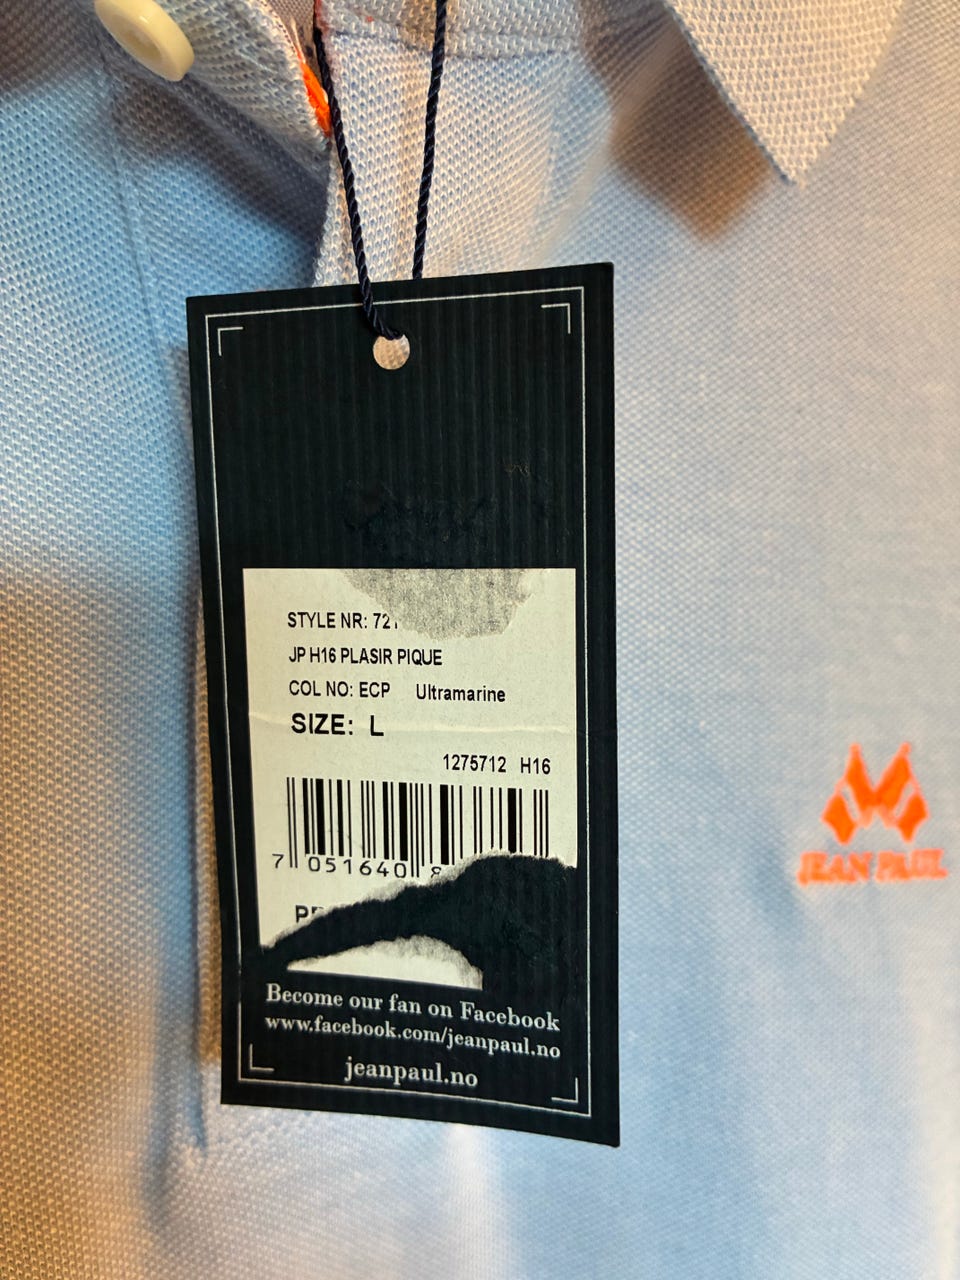 STYLE NR: 721
JP H16 PLASIR PIQUE
COL NO: ECP Ultramarine
SIZE: L
1275712 H16
7 051640 8
Become our fan on Facebook
www.facebook.com/jeanpaul.no
jeanpaul.no
JEAN PAUL